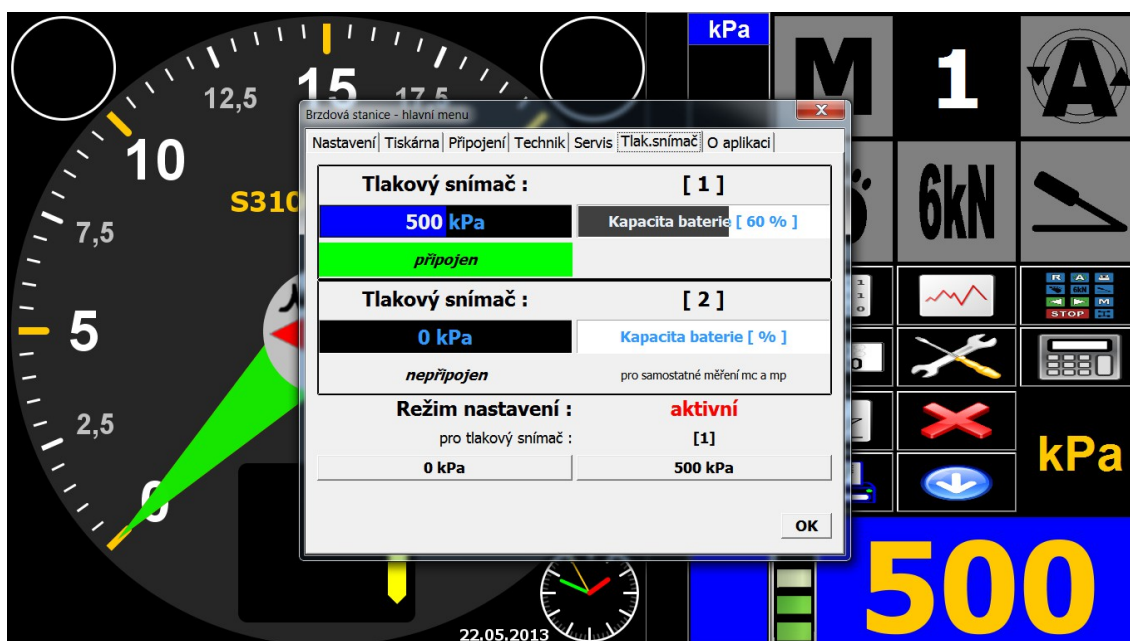 kPa
M
1
A
12,5
15
17,5
10
S310
7,5
5
2,5
0
Brzdová stanice - hlavní menu
X
Nastavení Tiskárna Připojení Technik Servis Tlak.snímač O aplikaci
Tlakový snímač : [ 1 ]
500 kPa Kapacita baterie [ 60 % ]
připojen
Tlakový snímač : [ 2 ]
0 kPa Kapacita baterie [ % ]
nepřipojen pro samostatné měření mc a mp
Režim nastavení : aktivní
pro tlakový snímač : [1]
0 kPa 500 kPa
OK
6kN
R A
6kN
M
STOP
kPa
500
22.05.2013